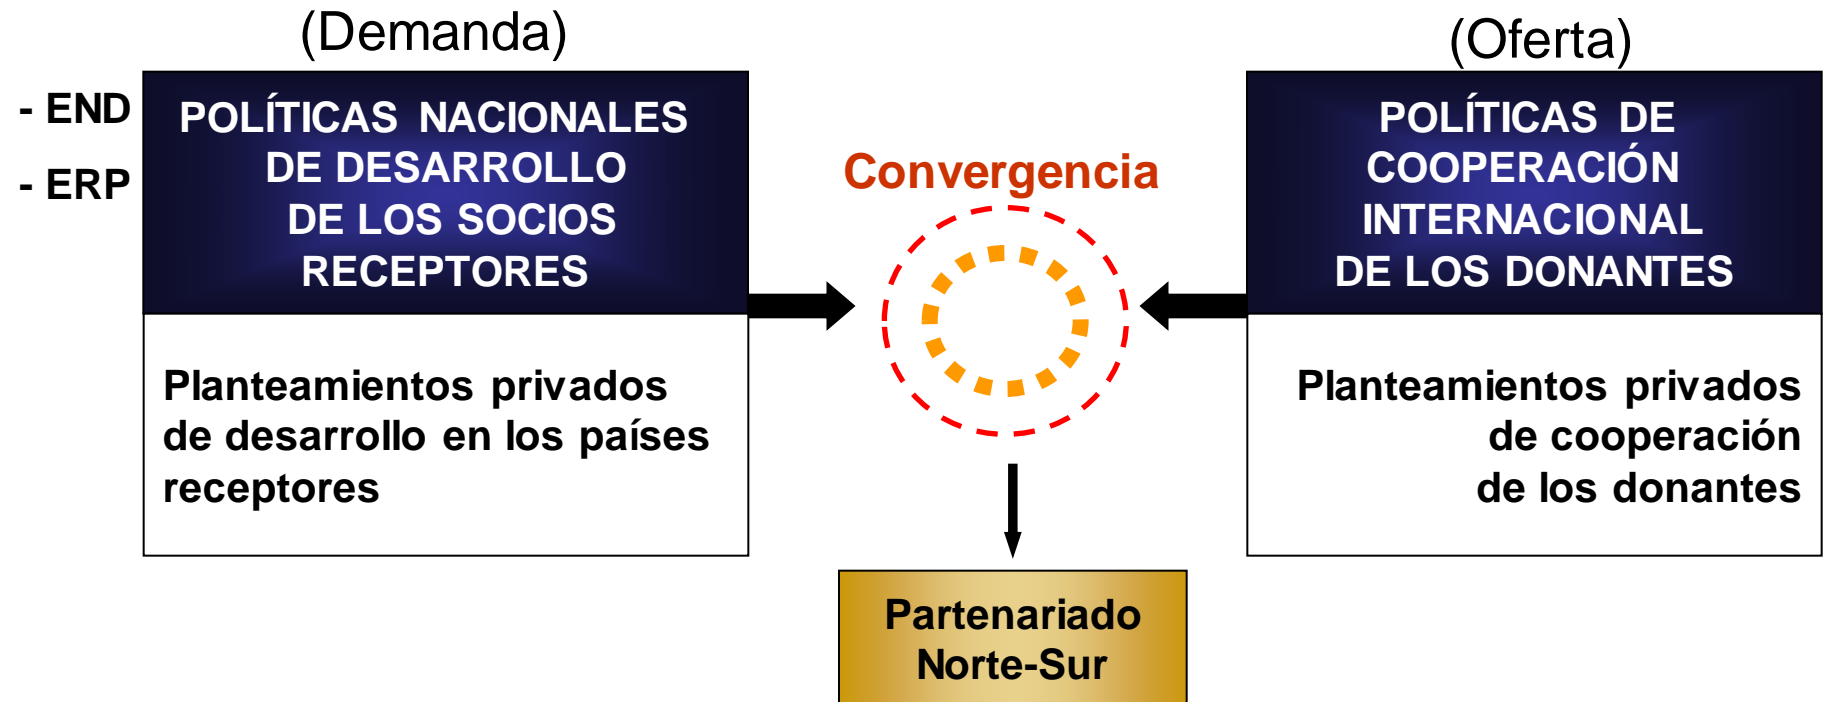 (Demanda)
- END
- ERP
POLÍTICAS NACIONALES
DE DESARROLLO
DE LOS SOCIOS
RECEPTORES
Planteamientos privados
de desarrollo en los países
receptores
Convergencia
Partenariado
Norte-Sur
(Oferta)
POLÍTICAS DE
COOPERACIÓN
INTERNACIONAL
DE LOS DONANTES
Planteamientos privados
de cooperación
de los donantes